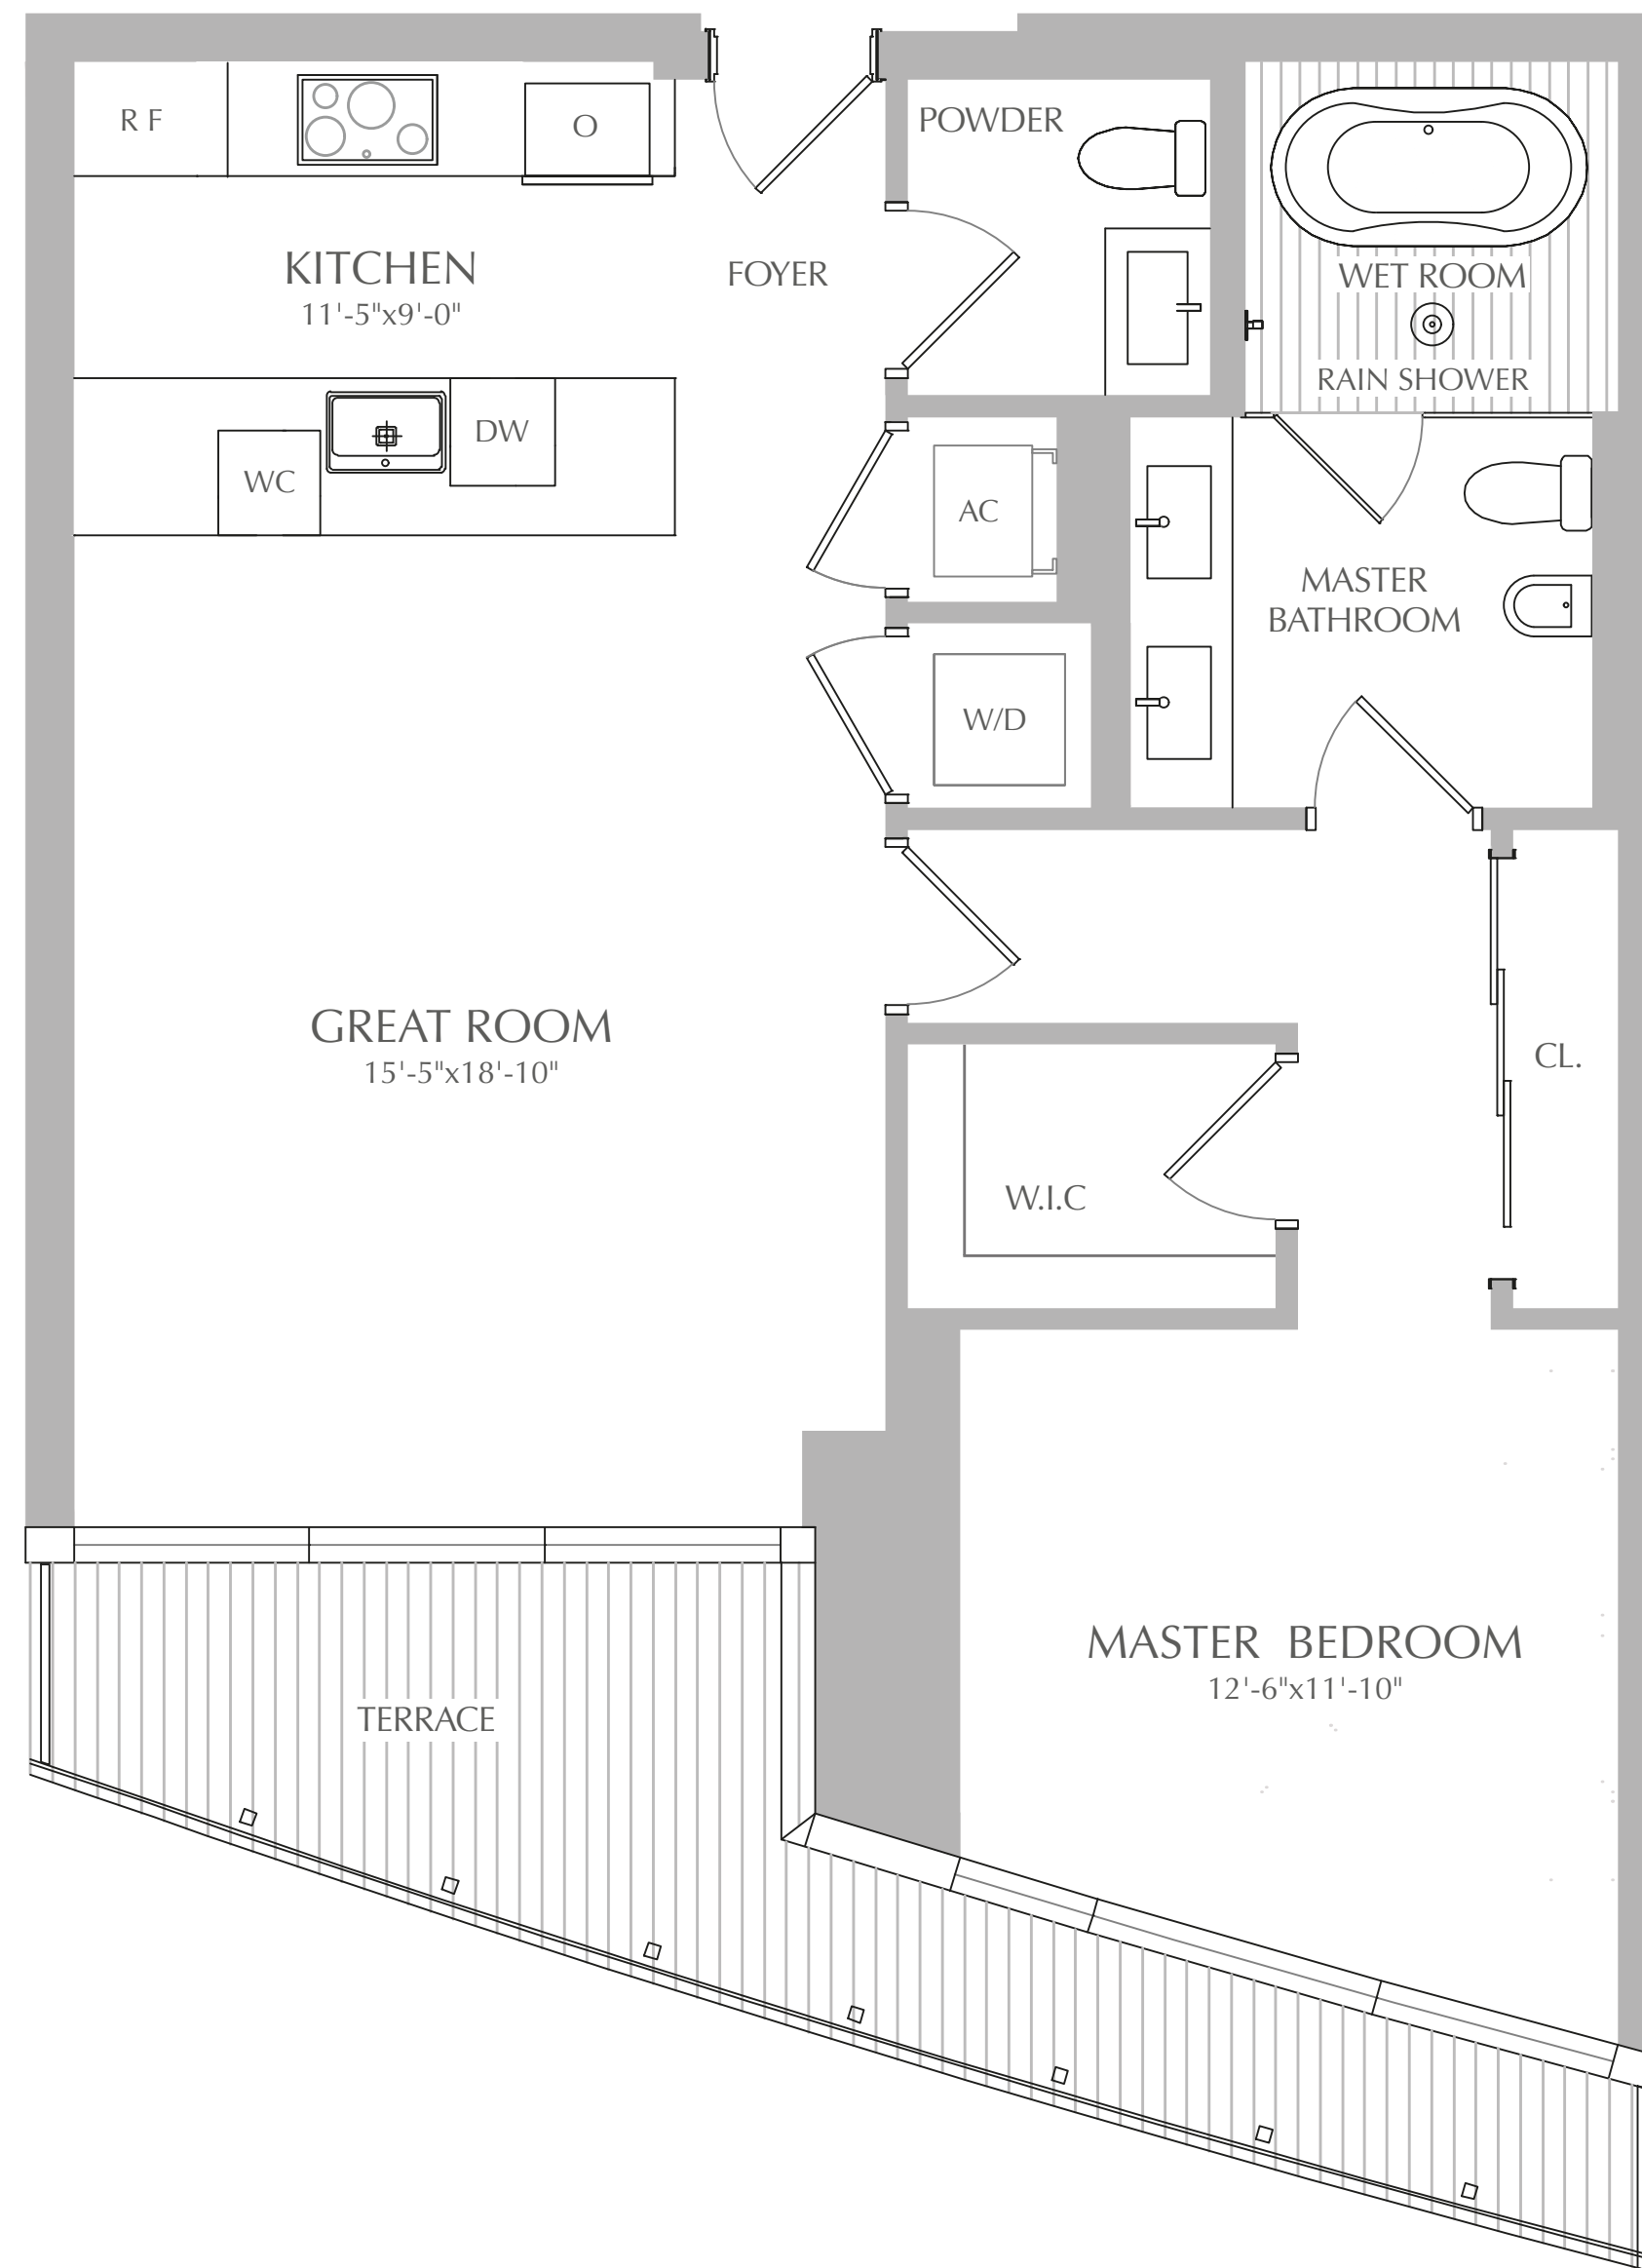 R F
O
POWDER
KITCHEN
11'-5"x9'-0"
FOYER
WET ROOM
RAIN SHOWER
DW
WC
AC
MASTER
BATHROOM
W/D
GREAT ROOM
15'-5"x18'-10"
CL.
W.I.C
MASTER BEDROOM
12'-6"x11'-10"
TERRACE